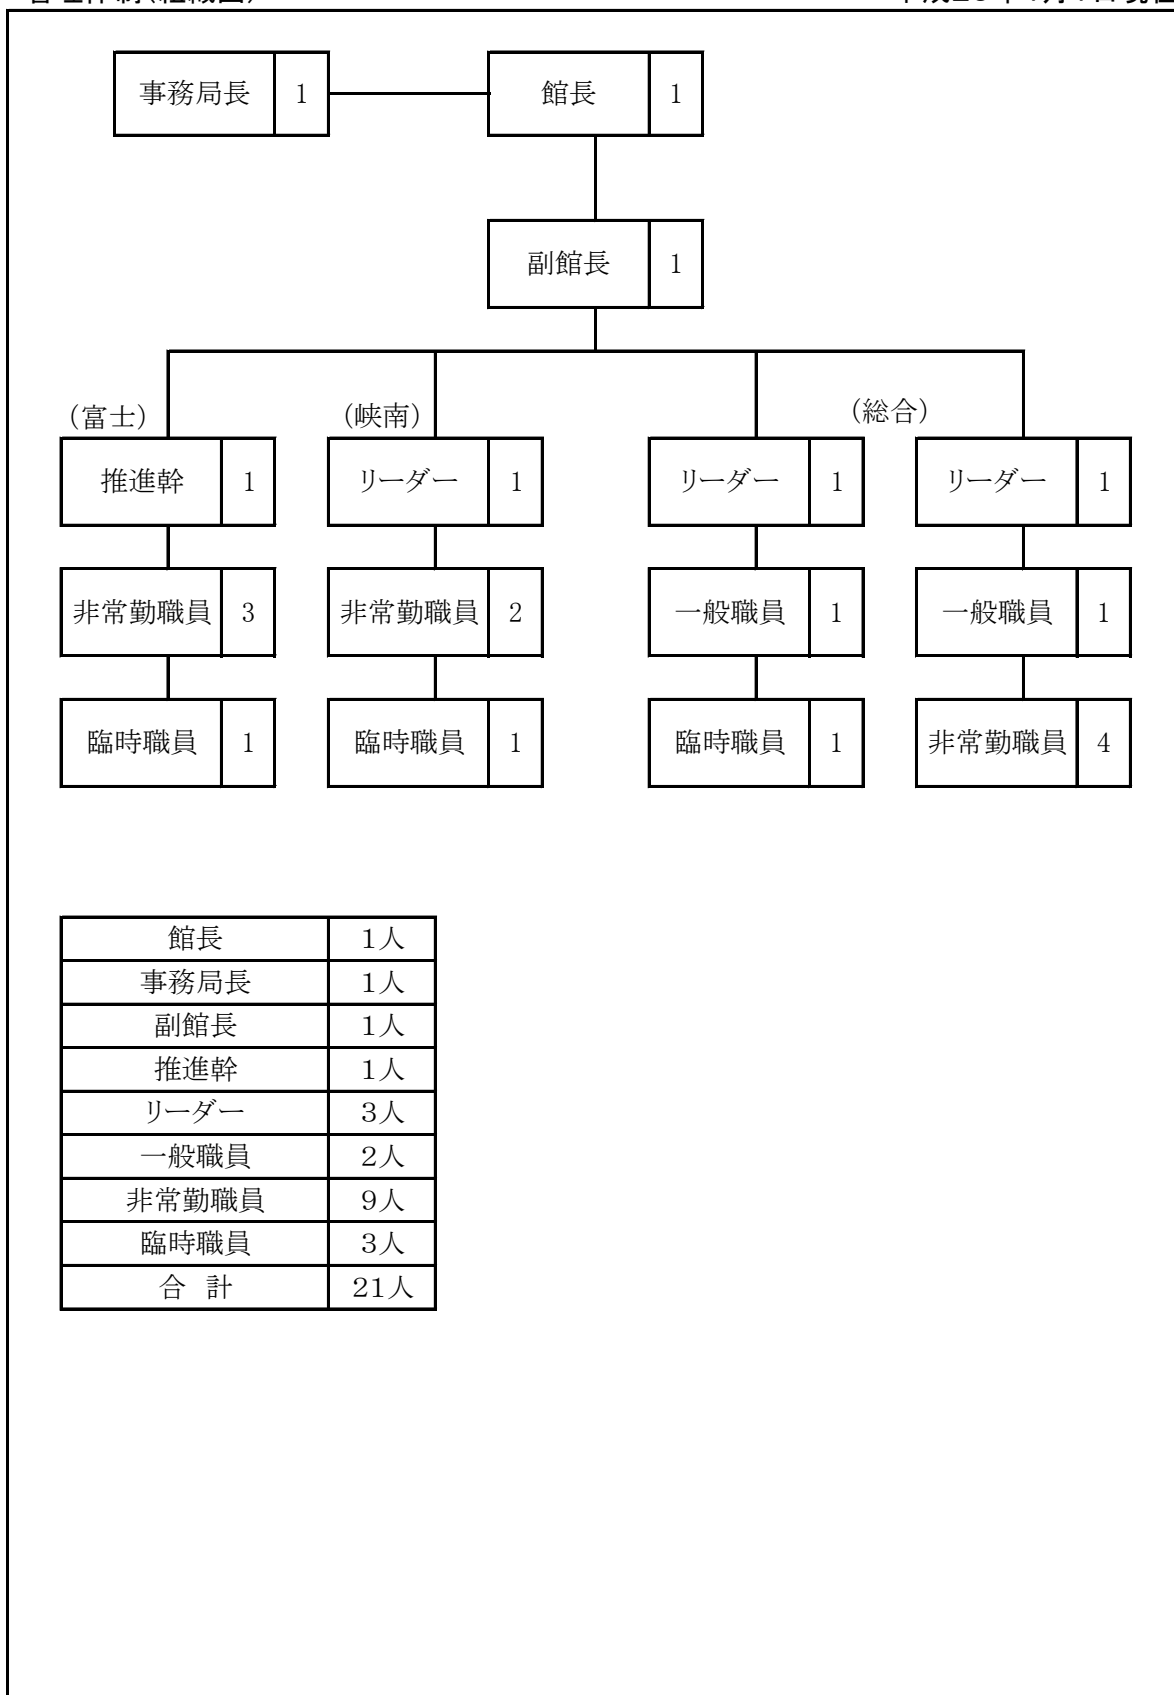 事務局長 1 館長 1
副館長 1
(富士) (峡南) (総合)
推進幹 1 リーダー 1 リーダー 1 リーダー 1
非常勤職員 3 非常勤職員 2 一般職員 1 一般職員 1
臨時職員 1 臨時職員 1 臨時職員 1 非常勤職員 4
館長 1人
事務局長 1人
副館長 1人
推進幹 1人
リーダー 3人
一般職員 2人
非常勤職員 9人
臨時職員 3人
合 計 21人